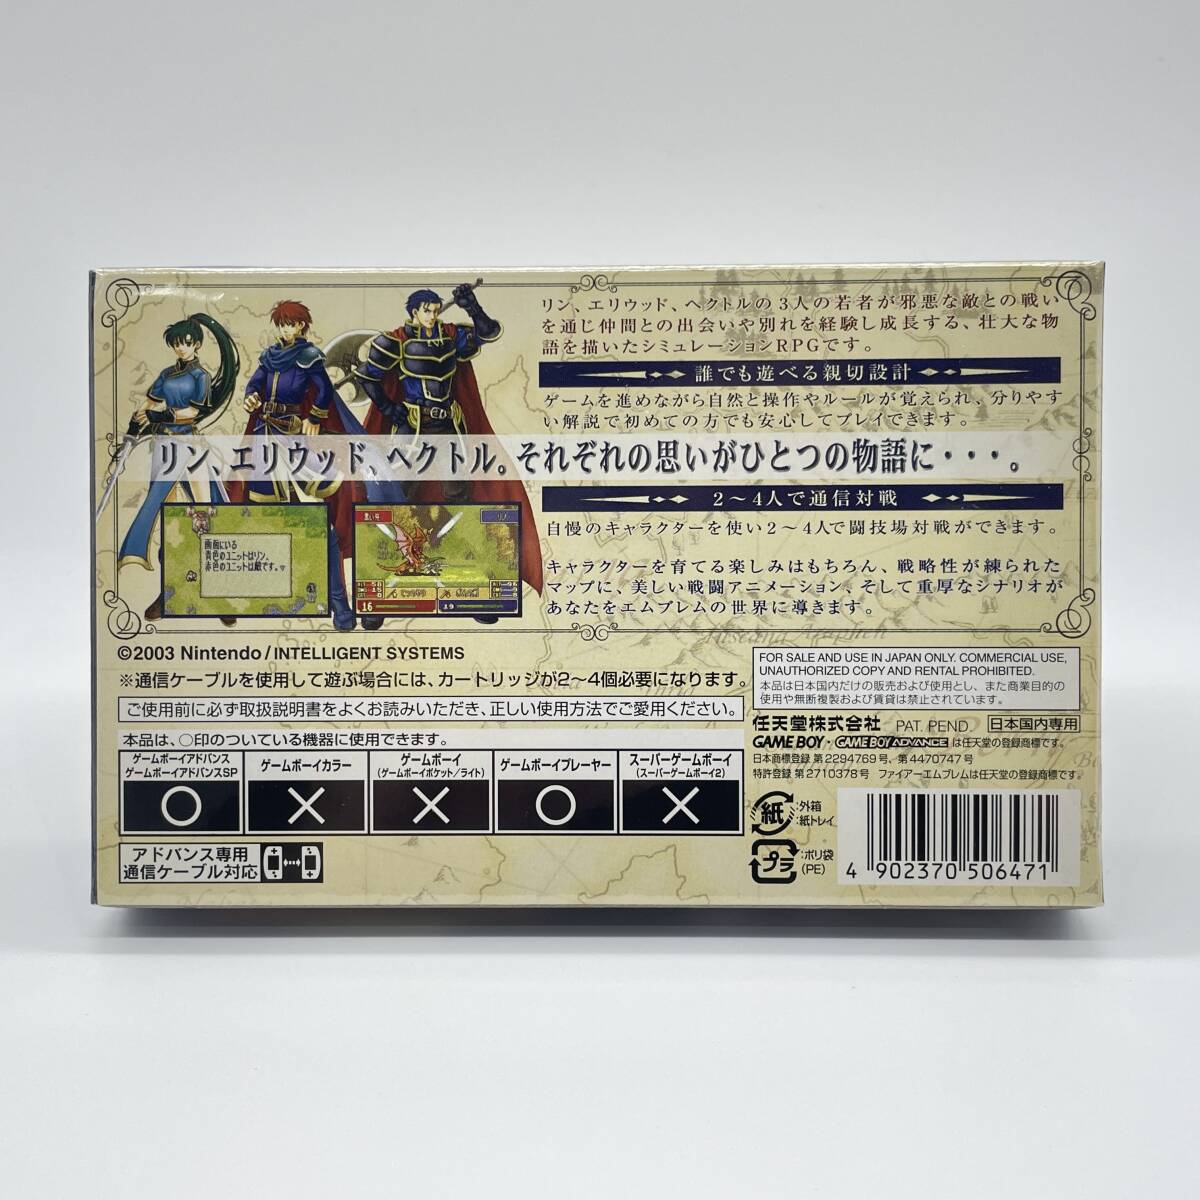 リン、エリウッド、ヘクトルの3人の若者が邪悪な敵との戦い
を通じ仲間との出会いや別れを経験し成長する、壮大な物
語を描いたシミュレーションRPGです。
誰でも遊べる親切設計
ゲームを進めながら自然と操作やルールが覚えられ、分りやす
い解説で初めての方でも安心してプレイできます。
リン、エリウッド、ヘクトル。それぞれの思いがひとつの物語に・・・。
2〜4人で通信対戦
自慢のキャラクターを使い2〜4人で闘技場対戦ができます。
キャラクターを育てる楽しみはもちろん、戦略性が練られた
マップに、美しい戦闘アニメーション、そして重厚なシナリオが
あなたをエムブレムの世界に導きます。
画面にいる
青色のユニットはリン、
赤色のユニットは敵です。
16
19
©2003 Nintendo/INTELLIGENT SYSTEMS
※通信ケーブルを使用して遊ぶ場合には、カートリッジが2〜4個必要になります。
ご使用前に必ず取扱説明書をよくお読みいただき、正しい使用方法でご愛用ください。
本品は、○印のついている機器に使用できます。
ゲームボーイアドバンス
ゲームボーイアドバンスSP
○
ゲームボーイカラー
×
ゲームボーイ
(ゲームボーイポケット/ライト)
×
ゲームボーイプレーヤー
○
スーパーゲームボーイ
(スーパーゲームボーイ2)
×
アドバンス専用
通信ケーブル対応
FOR SALE AND USE IN JAPAN ONLY. COMMERCIAL USE,
UNAUTHORIZED COPY AND RENTAL PROHIBITED.
本品は日本国内だけの販売および使用とし、また商業目的の
使用や無断複製および賃貸は禁止されています。
任天堂株式会社 PAT. PEND. 日本国内専用
GAME BOY・GAME BOY ADVANCE は任天堂の登録商標です。
日本商標登録 第2294769号、第4470747号
特許登録 第2710378号 ファイアーエムブレムは任天堂の登録商標です。
紙 :外箱
:紙トレイ
プラ :ポリ袋
(PE)
4 902370 506471